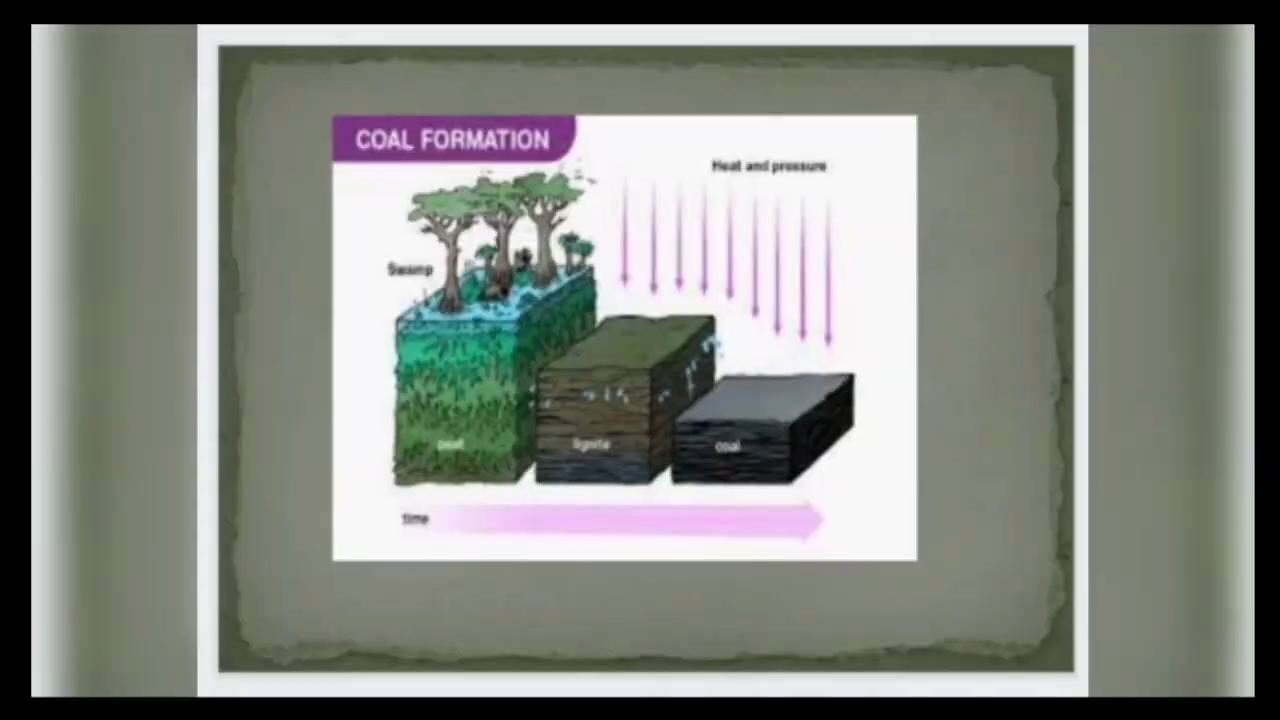 COAL FORMATION
Heat and pressure
Swamp
peat
lignite
coal
time